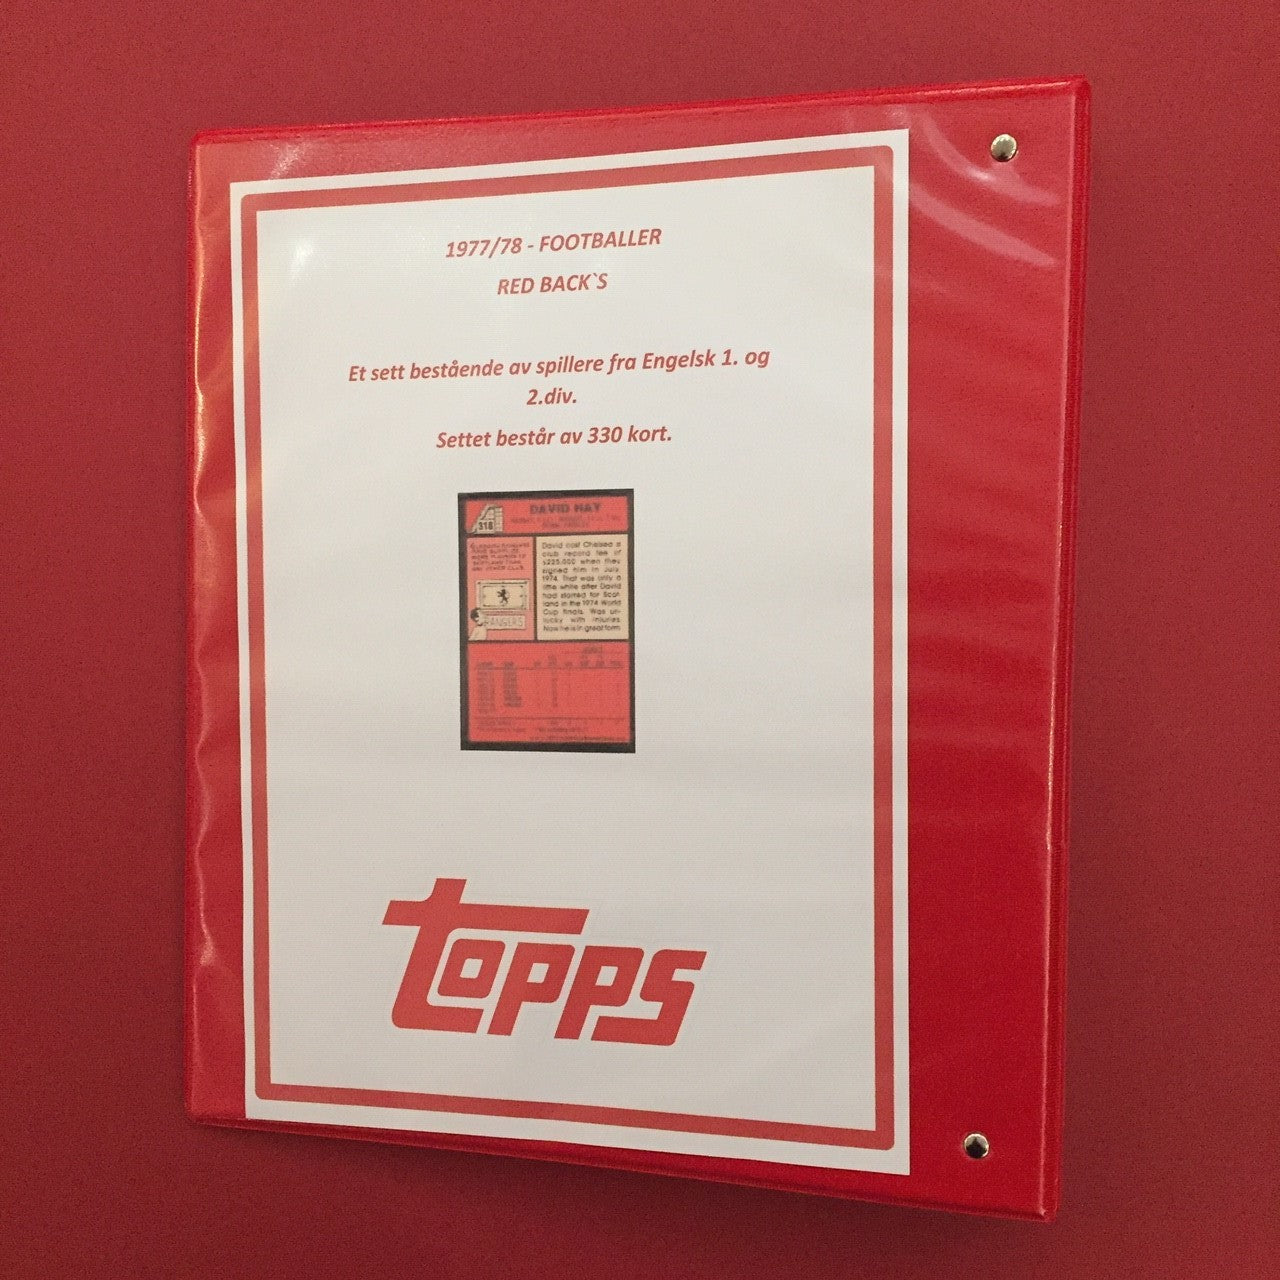 1977/78 - FOOTBALLER
RED BACK`S
Et sett bestående av spillere fra Engelsk 1. og
2.div.
Settet består av 330 kort.
318
DAVID HAY
David cost Chelsea a
club record fee of
£225,000 when they
signed him in July
1974. That was only a
little while after David
had starred for Scot-
land in the 1974 World
Cup finals. Was un-
lucky with injuries.
Now he is in great form
RANGERS
TOPPS